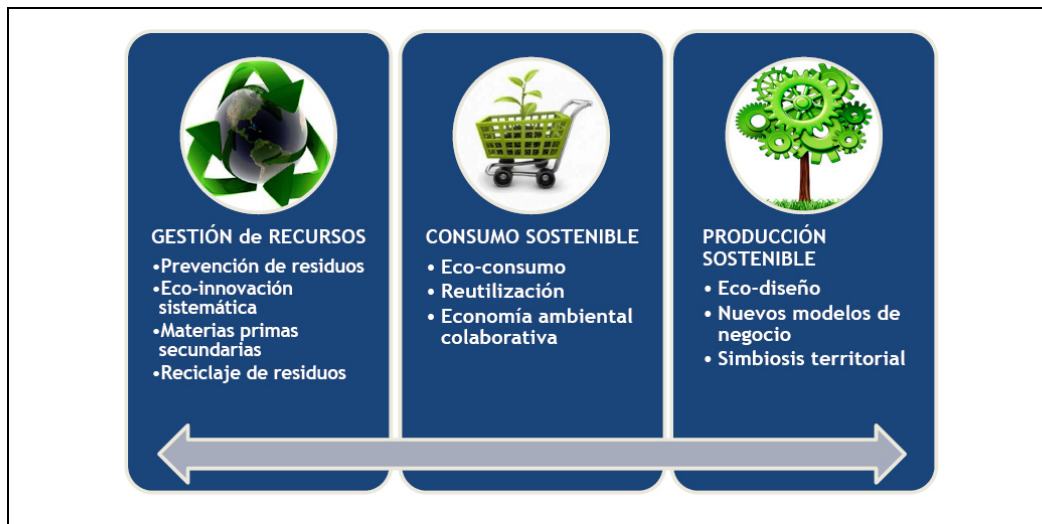 GESTIÓN de RECURSOS
•Prevención de residuos
•Eco-innovación
sistemática
•Materias primas
secundarias
•Reciclaje de residuos
CONSUMO SOSTENIBLE
• Eco-consumo
• Reutilización
• Economía ambiental
colaborativa
PRODUCCIÓN
SOSTENIBLE
• Eco-diseño
• Nuevos modelos de
negocio
• Simbiosis territorial